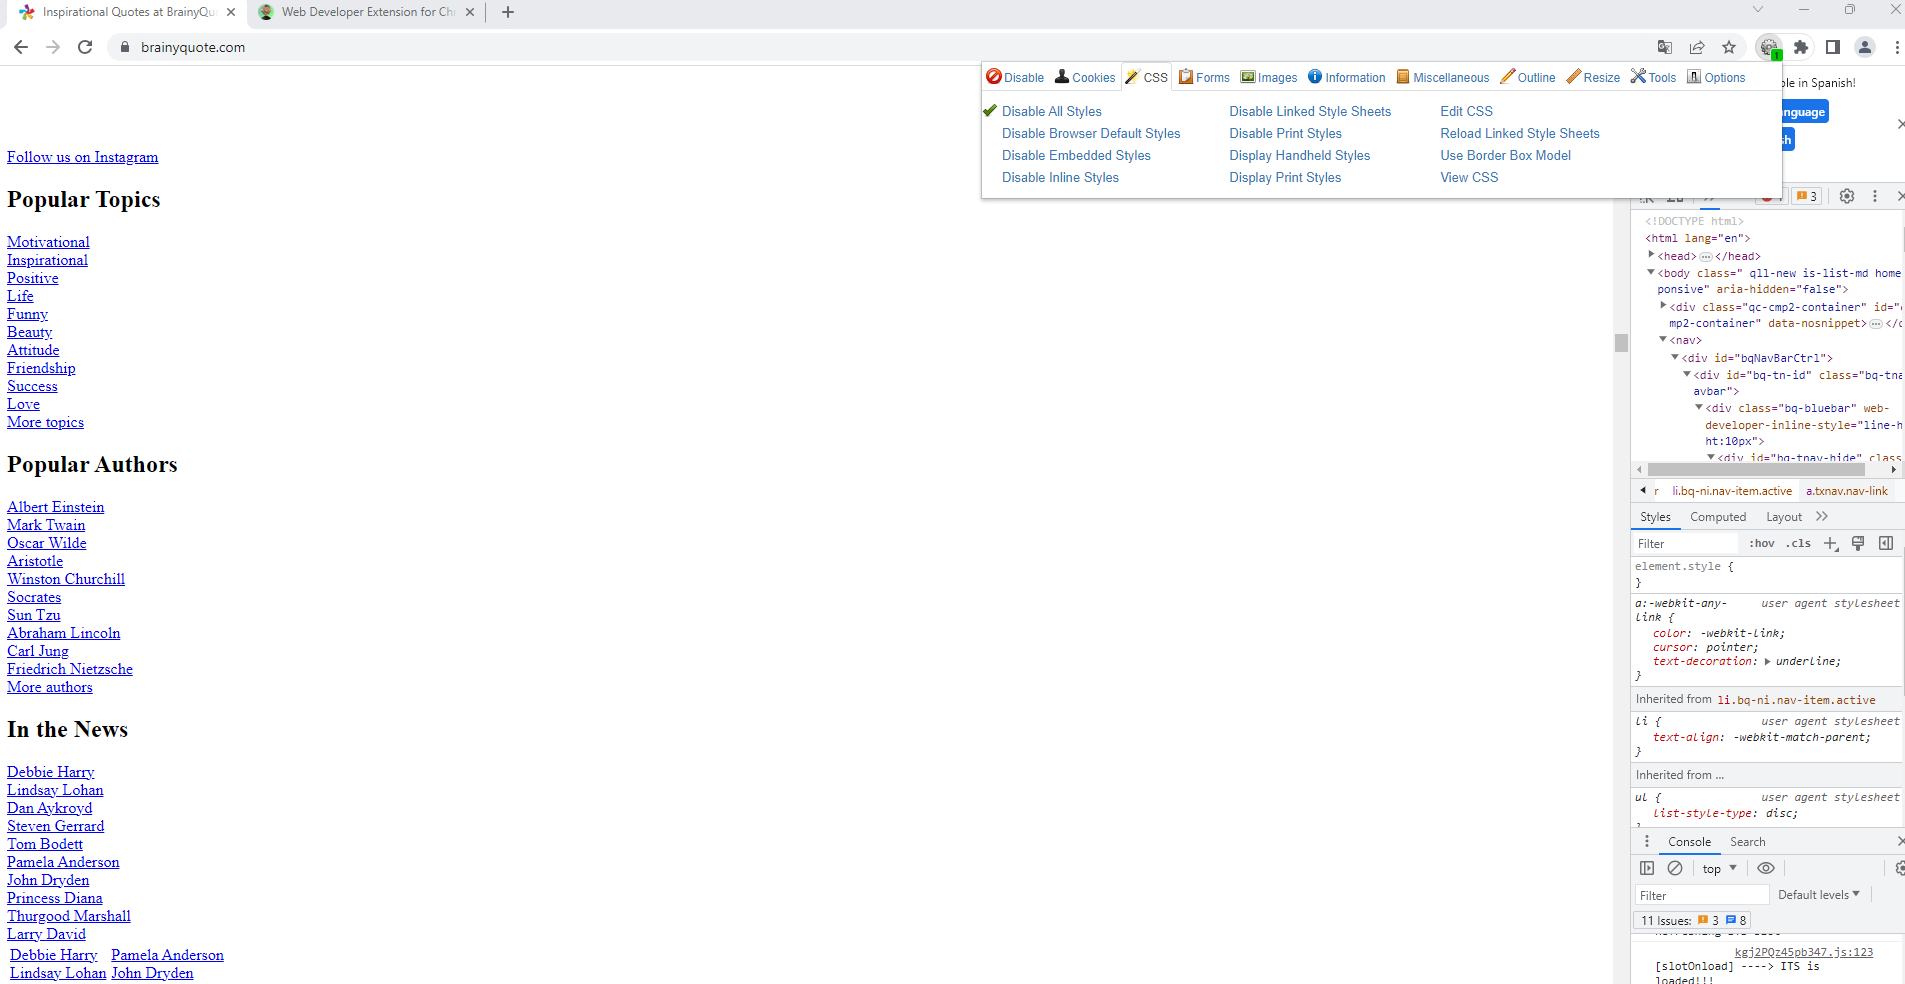 Inspirational Quotes at BrainyQu
Web Developer Extension for Chr
brainyquote.com
Disable Cookies CSS Forms Images Information Miscellaneous Outline Resize Tools Options
Disable All Styles Disable Linked Style Sheets Edit CSS
Disable Browser Default Styles Disable Print Styles Reload Linked Style Sheets
Disable Embedded Styles Display Handheld Styles Use Border Box Model
Disable Inline Styles Display Print Styles View CSS
ble in Spanish!
nguage
sh
Follow us on Instagram
Popular Topics
Motivational
Inspirational
Positive
Life
Funny
Beauty
Attitude
Friendship
Success
Love
More topics
Popular Authors
Albert Einstein
Mark Twain
Oscar Wilde
Aristotle
Winston Churchill
Socrates
Sun Tzu
Abraham Lincoln
Carl Jung
Friedrich Nietzsche
More authors
In the News
Debbie Harry
Lindsay Lohan
Dan Aykroyd
Steven Gerrard
Tom Bodett
Pamela Anderson
John Dryden
Princess Diana
Thurgood Marshall
Larry David
Debbie Harry Pamela Anderson
Lindsay Lohan John Dryden
3
<!DOCTYPE html>
<html lang="en">
<head> </head>
<body class=" qll-new is-list-md home
ponsive" aria-hidden="false">
<div class="qc-cmp2-container" id="
mp2-container" data-nosnippet>
<nav>
<div id="bqNavBarCtrl">
<div id="bq-tn-id" class="bq-tna
avbar">
<div class="bq-bluebar" web-
developer-inline-style="line-h
ht:10px">
<div id="bq-tnav-hide" class
r li.bq-ni.nav-item.active a.txnav.nav-link
Styles Computed Layout
Filter :hov .cls
element.style {
}
a:-webkit-any- user agent stylesheet
link {
color: -webkit-link;
cursor: pointer;
text-decoration: underline;
}
Inherited from li.bq-ni.nav-item.active
li { user agent stylesheet
text-align: -webkit-match-parent;
}
Inherited from ...
ul { user agent stylesheet
list-style-type: disc;
Console Search
top
Filter Default levels
11 Issues: 3 8
kgj2PQz45pb347.js:123
[slotOnload] ----> ITS is
loaded!!!